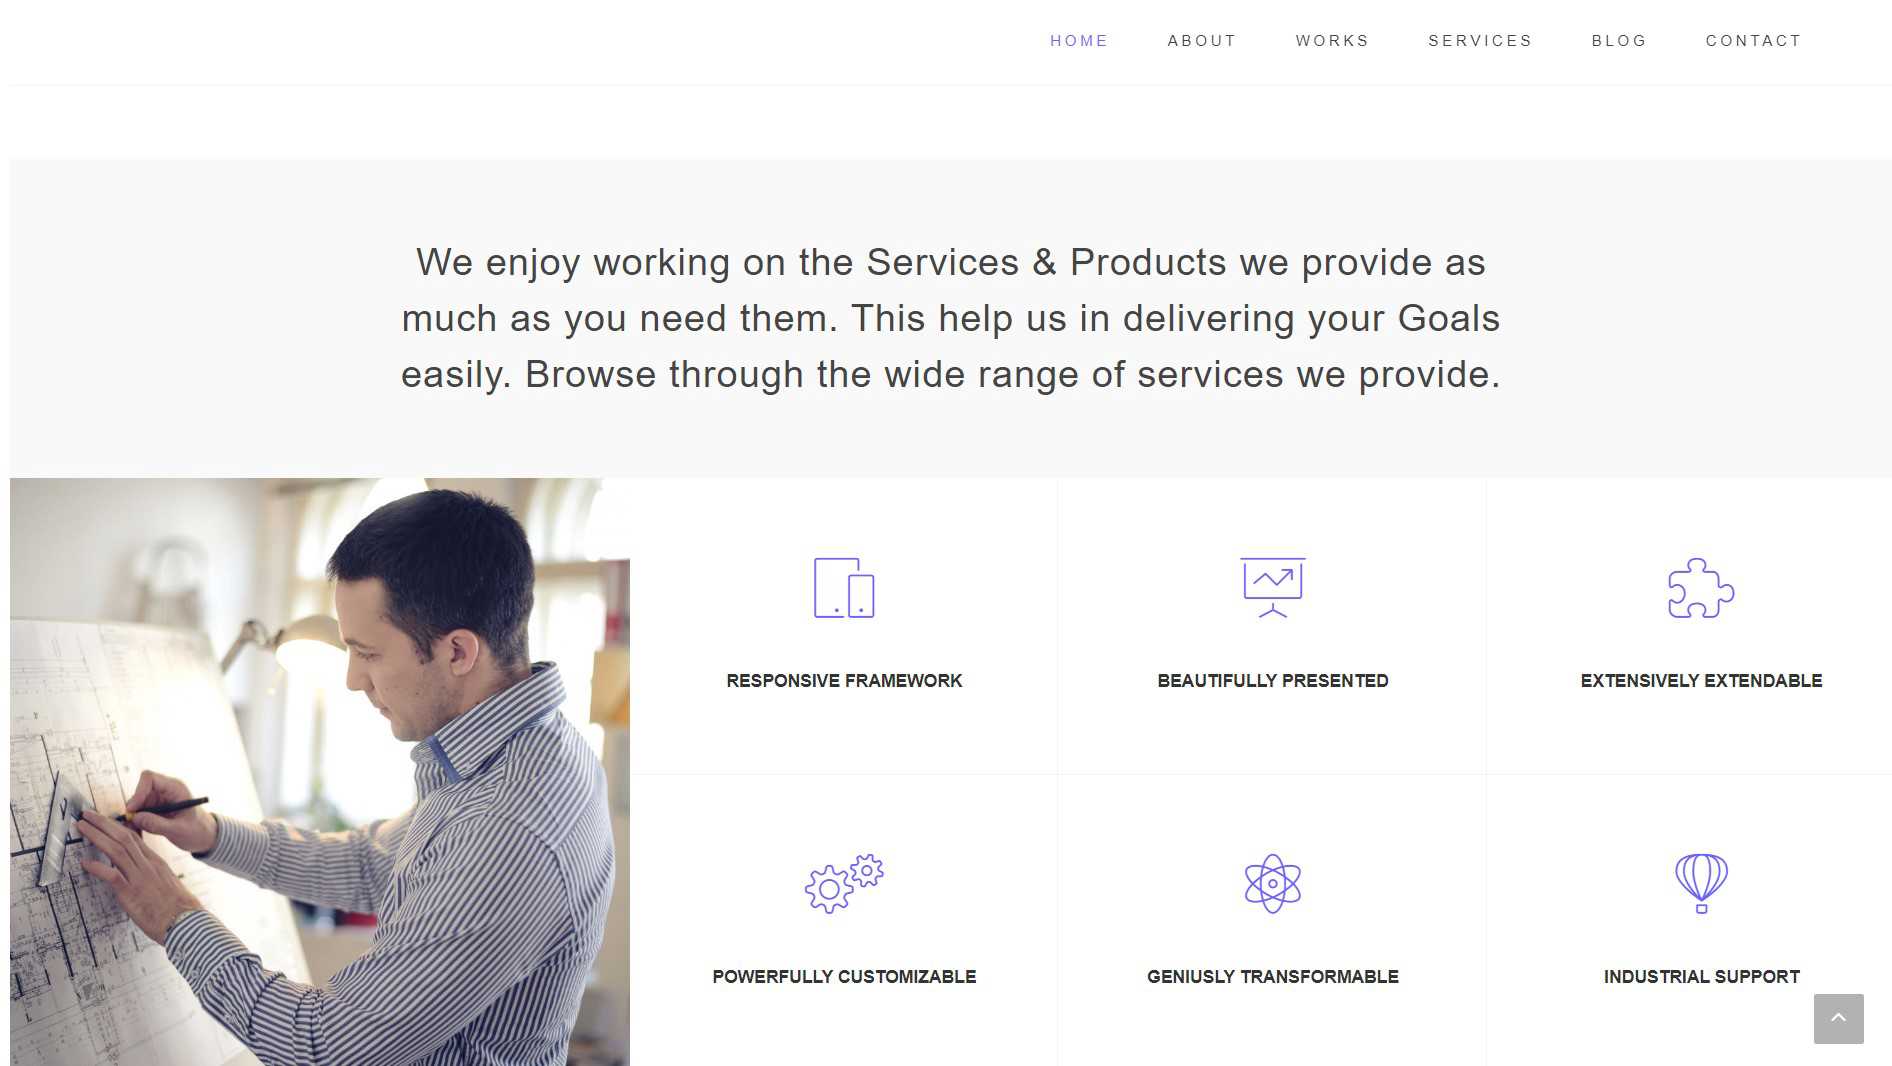 HOME ABOUT WORKS SERVICES BLOG CONTACT
We enjoy working on the Services & Products we provide as
much as you need them. This help us in delivering your Goals
easily. Browse through the wide range of services we provide.
RESPONSIVE FRAMEWORK
BEAUTIFULLY PRESENTED
EXTENSIVELY EXTENDABLE
POWERFULLY CUSTOMIZABLE
GENIUSLY TRANSFORMABLE
INDUSTRIAL SUPPORT